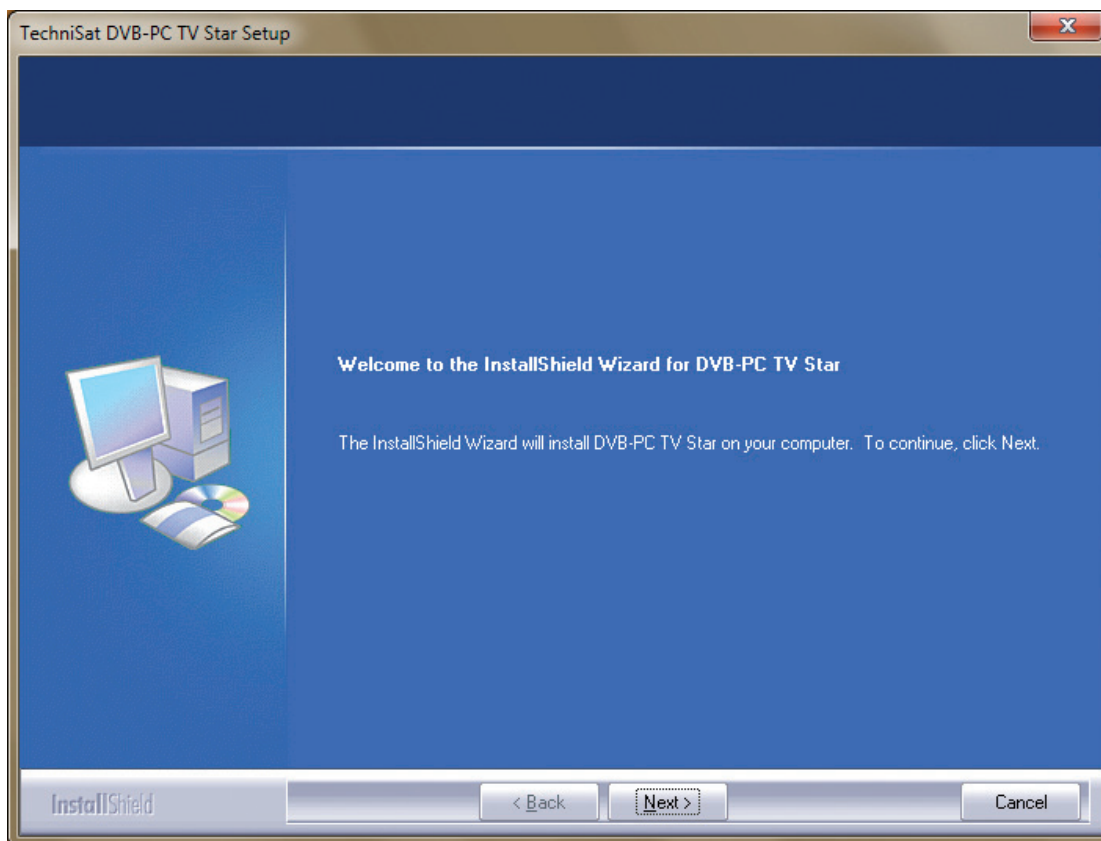 TechniSat DVB-PC TV Star Setup
Welcome to the InstallShield Wizard for DVB-PC TV Star
The InstallShield Wizard will install DVB-PC TV Star on your computer.  To continue, click Next.
InstallShield
< Back
Next >
Cancel